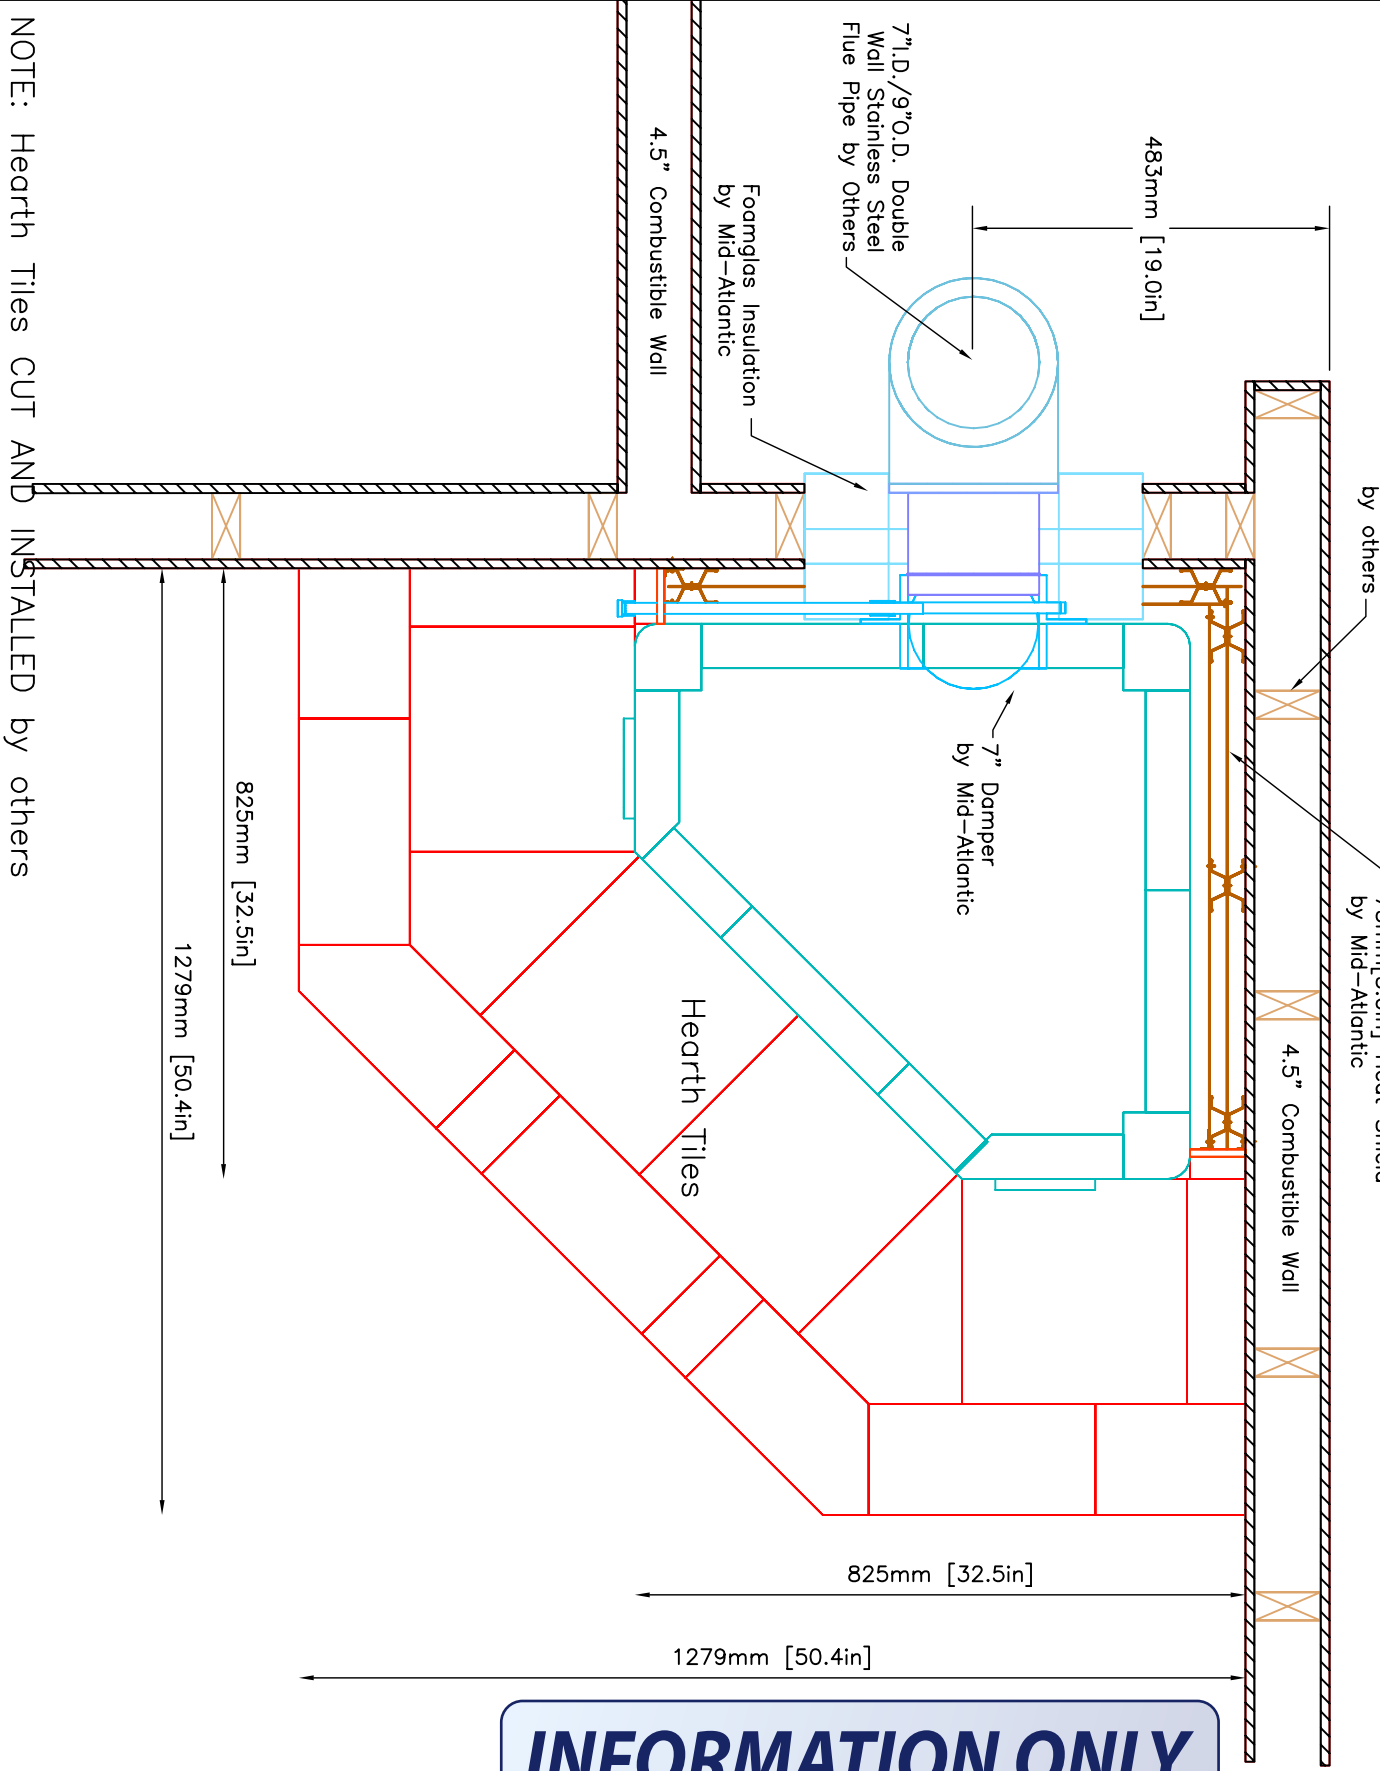 NOTE: Hearth Tiles CUT AND INSTALLED by others
7"I.D./9"O.D. Double
Wall Stainless Steel
Flue Pipe by Others
483mm [19.0in]
4.5" Combustible Wall
Foamglas Insulation
by Mid-Atlantic
by others
7" Damper
by Mid-Atlantic
by Mid-Atlantic
4.5" Combustible Wall
825mm [32.5in]
1279mm [50.4in]
Hearth Tiles
825mm [32.5in]
1279mm [50.4in]
INFORMATION ONLY